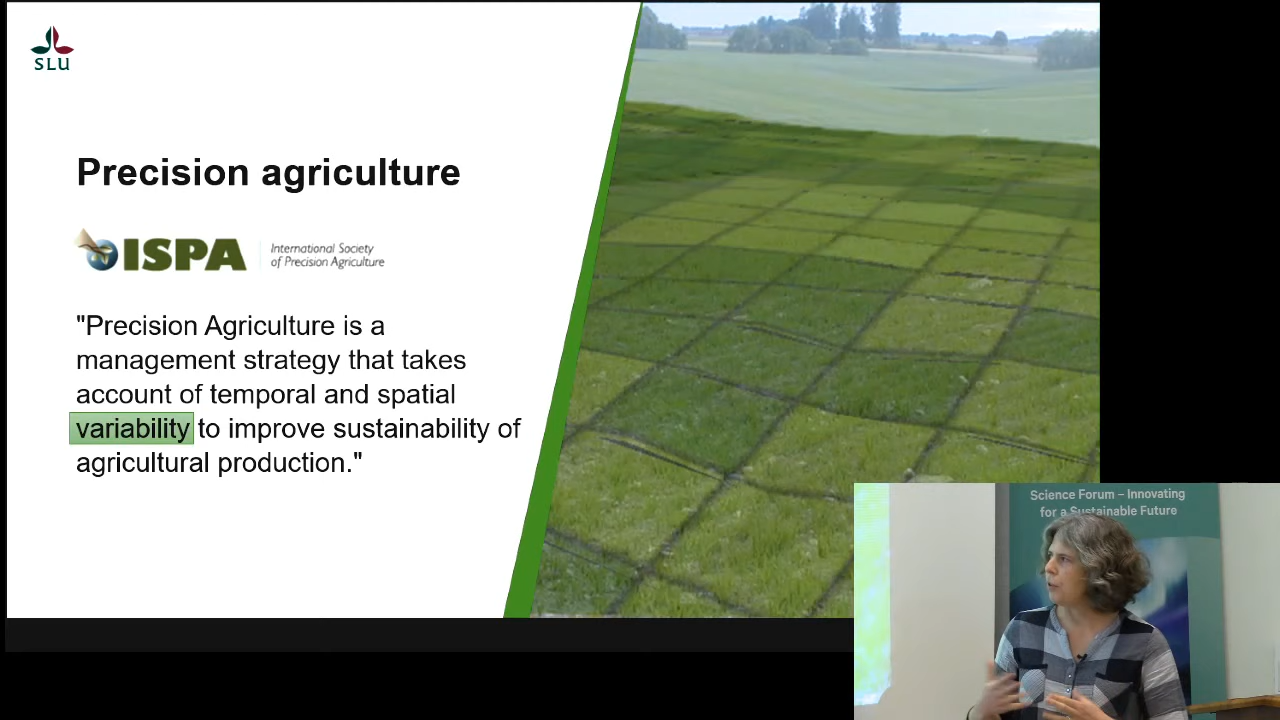 SLU
Precision agriculture
ISPA
International Society
of Precision Agriculture
"Precision Agriculture is a
management strategy that takes
account of temporal and spatial
variability to improve sustainability of
agricultural production."
Science Forum – Innovating
for a Sustainable Future